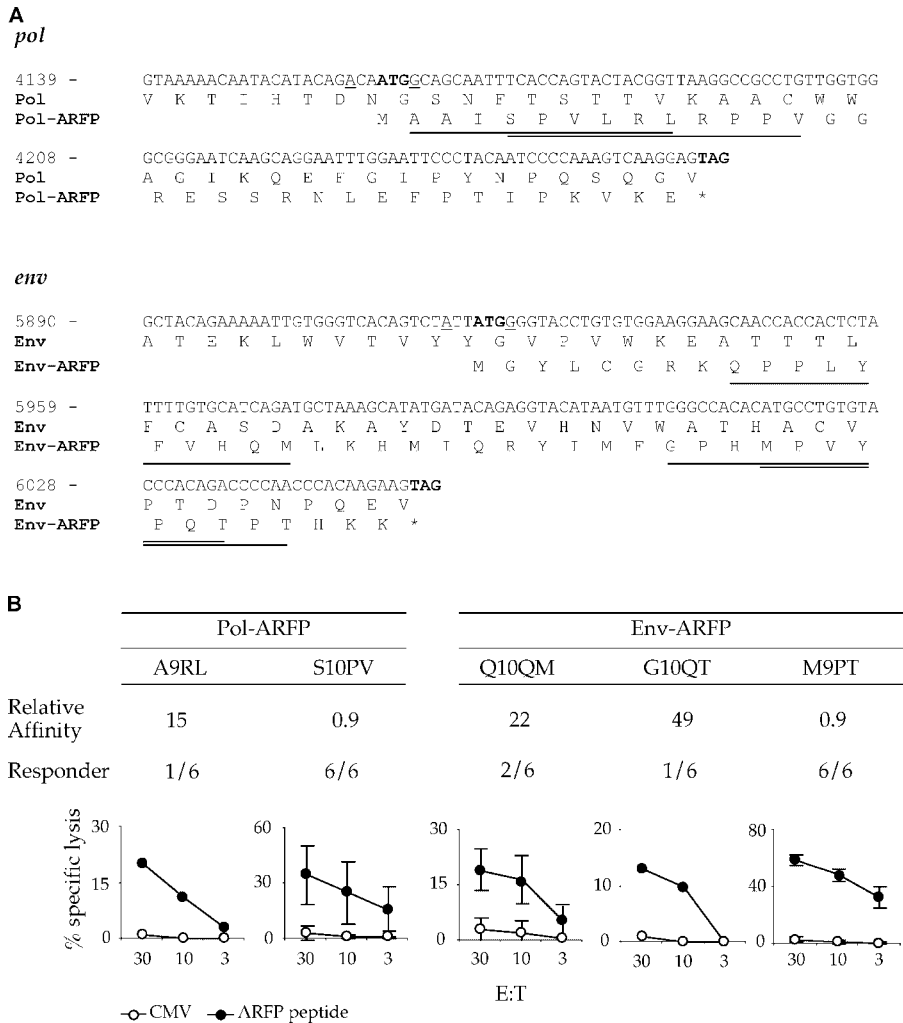 A
pol
4139 - GTAAAAACAATACATACAGACAATGGCAGCAATTTCACCAGTACTACGGTTAAGGCCGCCTGTTGGTGG
Pol V K T I H T D N G S N F T S T T V K A A C W W
Pol-ARFP M A A I S P V L R L R P P V G G
4208 - GCGGGAATCAAGCAGGAATTTGGAATTCCCTACAATCCCCAAAGTCAAGGAGTAG
Pol A G I K Q E F G I P Y N P Q S Q G V
Pol-ARFP R E S S R N L E F P T I P K V K E *
env
5890 - GCTACAGAAAAATTGTGGGTCACAGTCTATTATGGGGTACCTGTGTGGAAGGAAGCAACCACCACTCTA
Env A T E K L W V T V Y Y G V P V W K E A T T T L
Env-ARFP M G Y L C G R K Q P P L Y
5959 - TTTTGTGCATCAGATGCTAAAGCATATGATACAGAGGTACATAATGTTTGGGCCACACATGCCTGTGTA
Env F C A S D A K A Y D T E V H N V W A T H A C V
Env-ARFP F V H Q M L K H M I Q R Y I M F G P H M P V Y
6028 - CCCACAGACCCCAACCCACAAGAAGTAG
Env P T D P N P Q E V
Env-ARFP P Q T P T H K K *
B
Pol-ARFP Env-ARFP
A9RL S10PV Q10QM G10QT M9PT
Relative Affinity 15 0.9 22 49 0.9
Responder 1/6 6/6 2/6 1/6 6/6
% specific lysis
30 15 0
60 30 0
30 15 0
20 10 0
80 40 0
30 10 3 30 10 3 30 10 3 30 10 3 30 10 3
E:T
CMV ARFP peptide